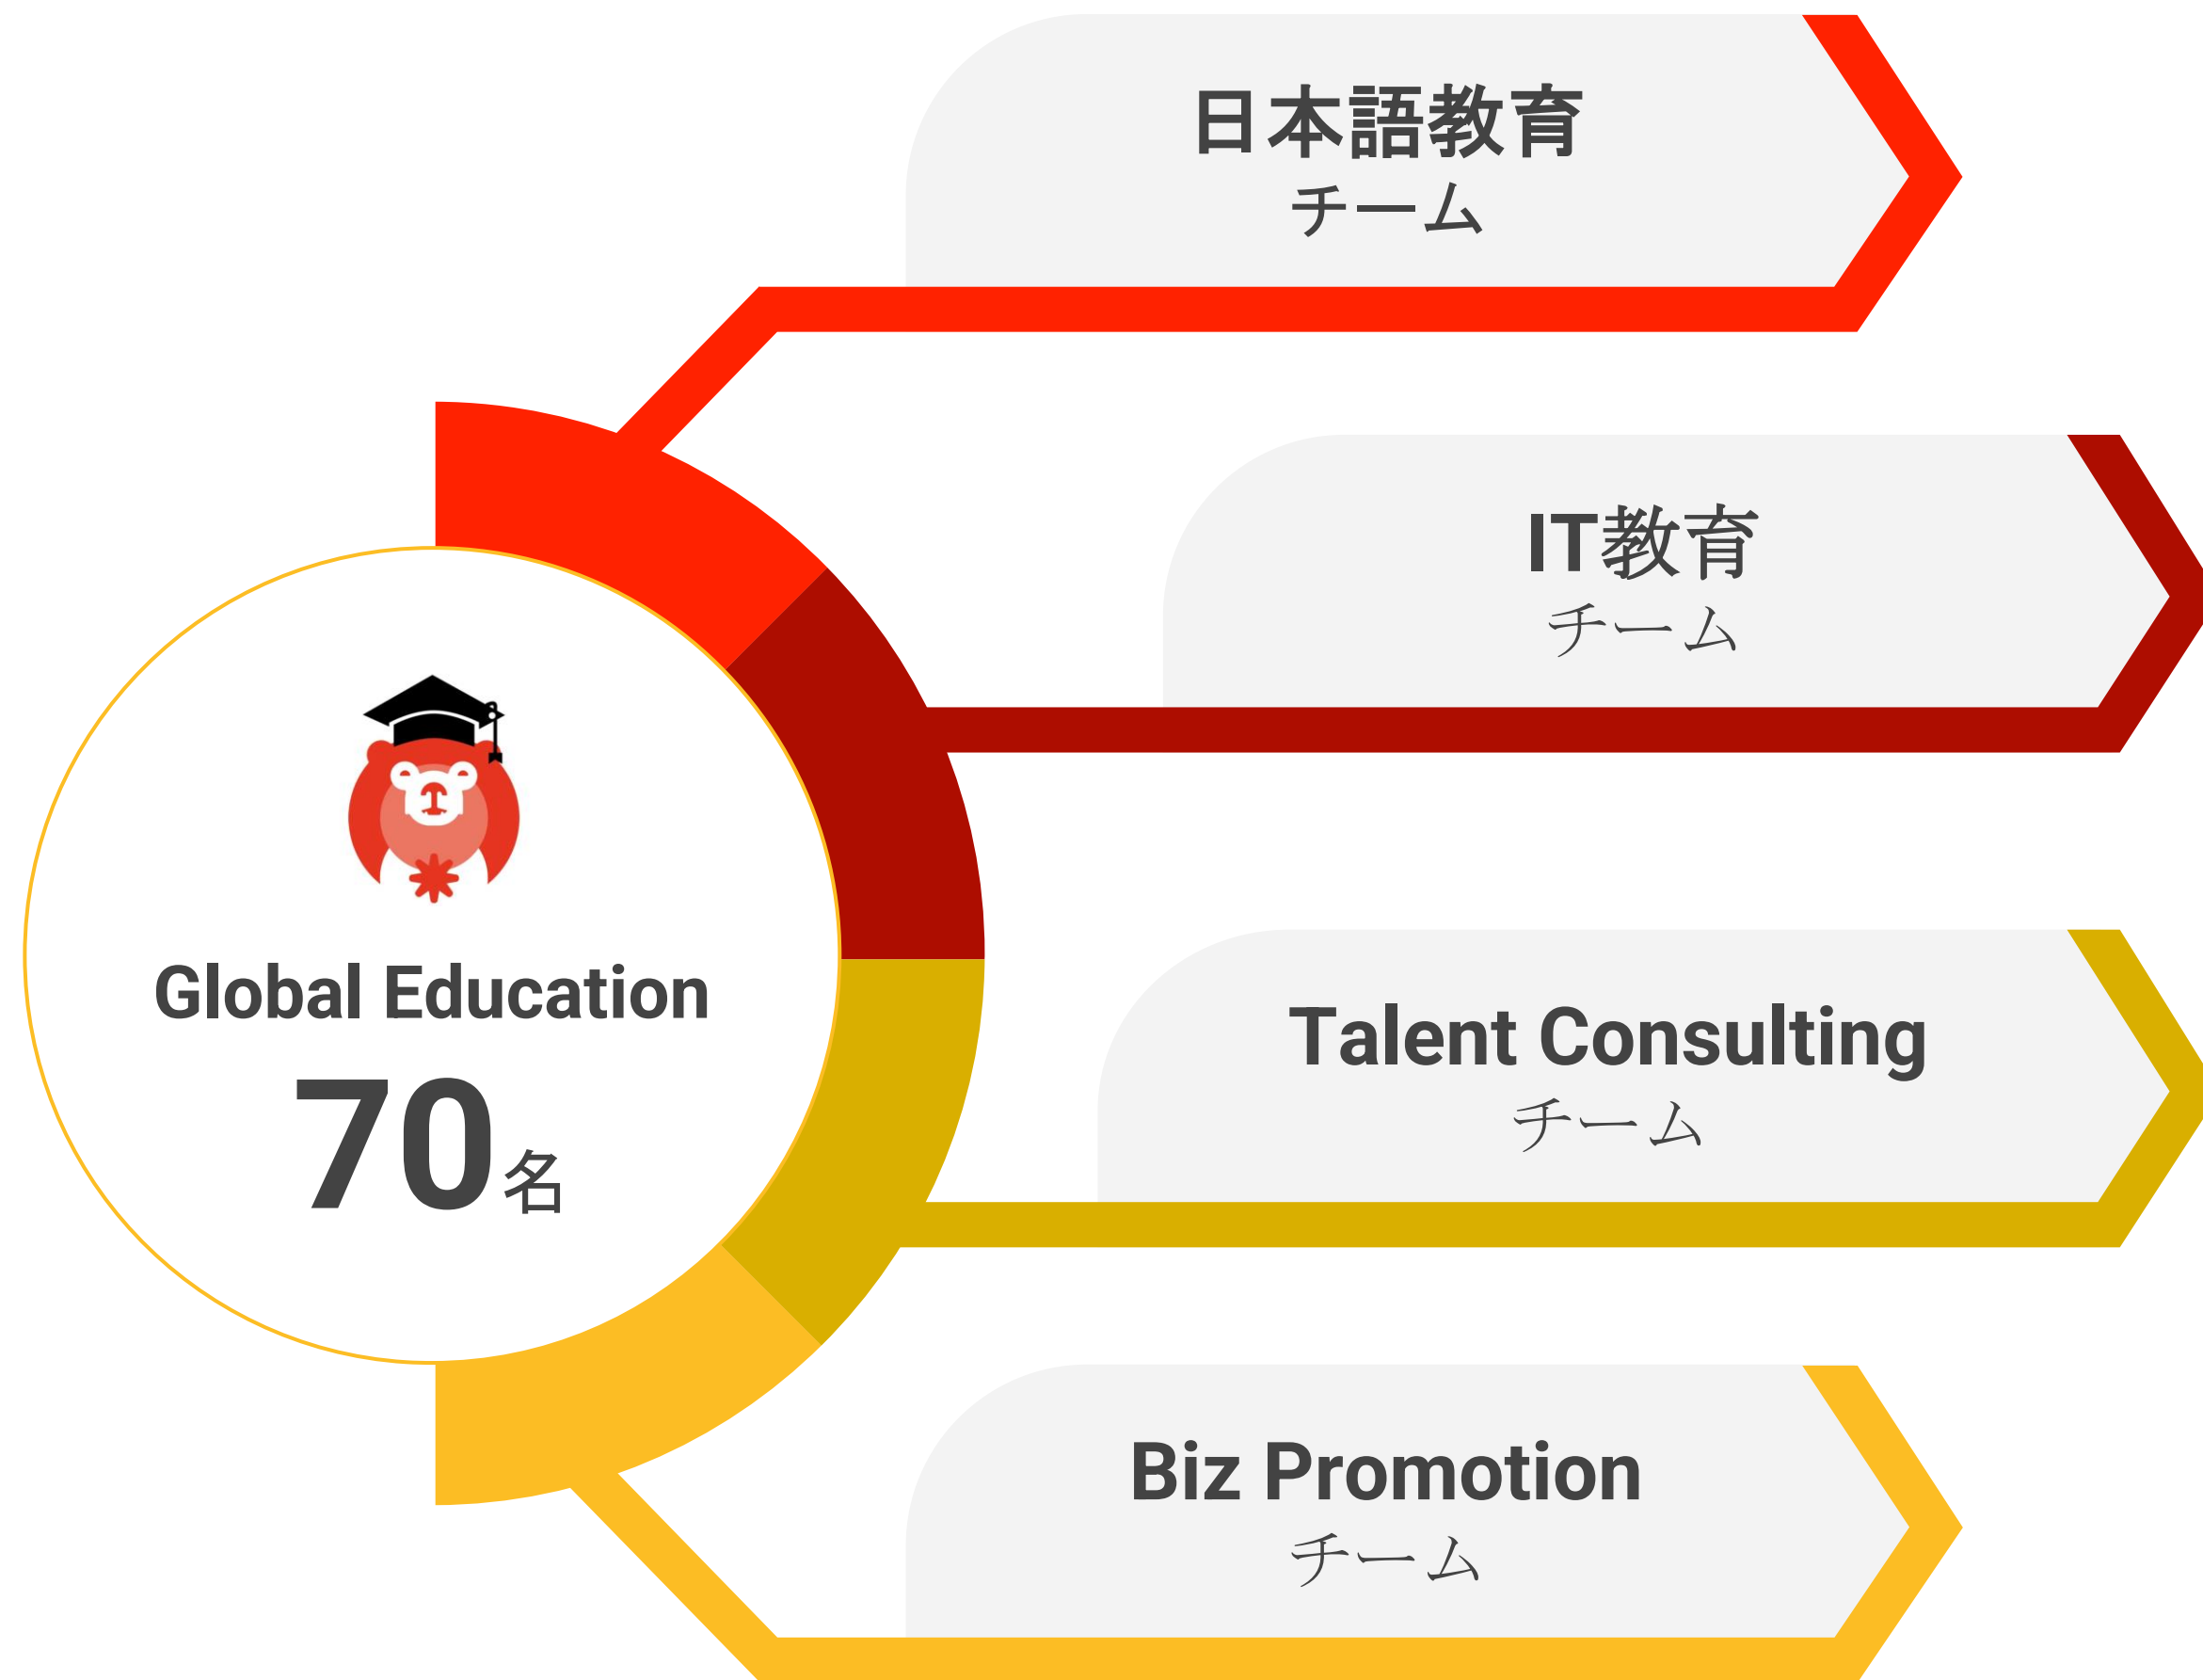 日本語教育
チーム
IT教育
チーム
Global Education
70名
Talent Consulting
チーム
Biz Promotion
チーム